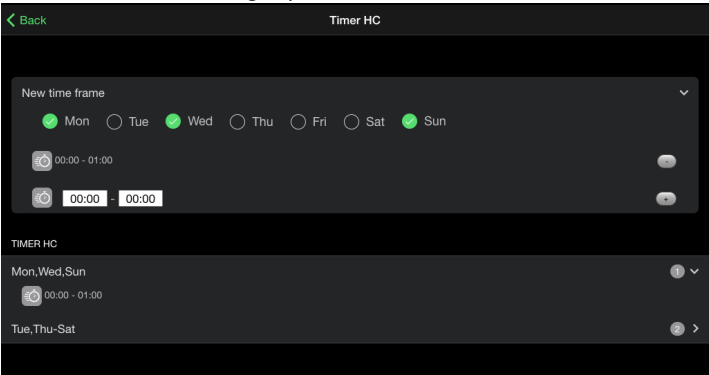 Back Timer HC
New time frame
Mon Tue Wed Thu Fri Sat Sun
00:00 - 01:00 -
00:00 - 00:00 +
TIMER HC
Mon,Wed,Sun 1
00:00 - 01:00
Tue,Thu-Sat 2